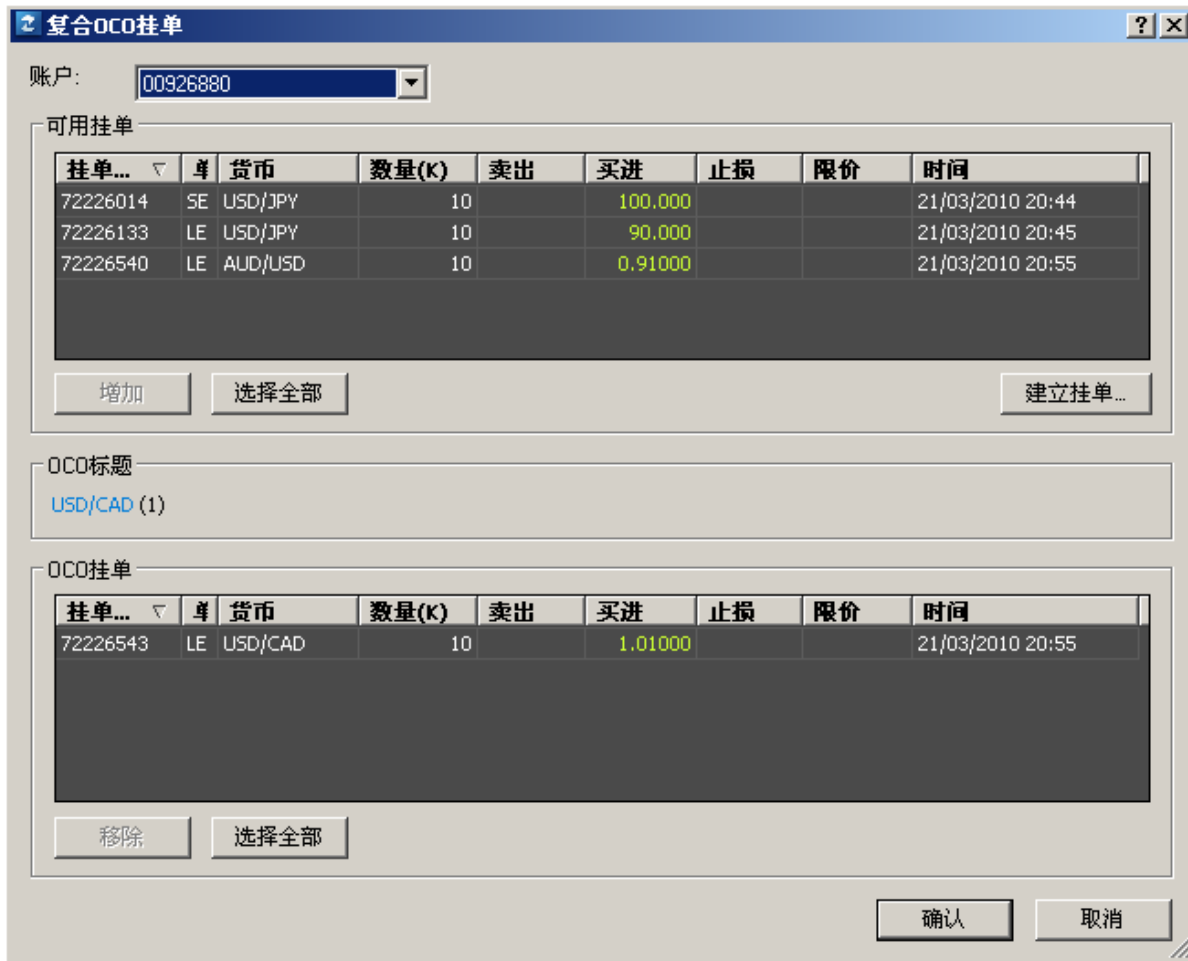 复合OCO挂单
账户: 00926880
可用挂单
挂单... 货币 数量(K) 卖出 买进 止损 限价 时间
72226014 SE USD/JPY 10 100.000 21/03/2010 20:44
72226133 LE USD/JPY 10 90.000 21/03/2010 20:45
72226540 LE AUD/USD 10 0.91000 21/03/2010 20:55
增加 选择全部 建立挂单...
OCO标题
USD/CAD (1)
OCO挂单
挂单... 货币 数量(K) 卖出 买进 止损 限价 时间
72226543 LE USD/CAD 10 1.01000 21/03/2010 20:55
移除 选择全部
确认 取消